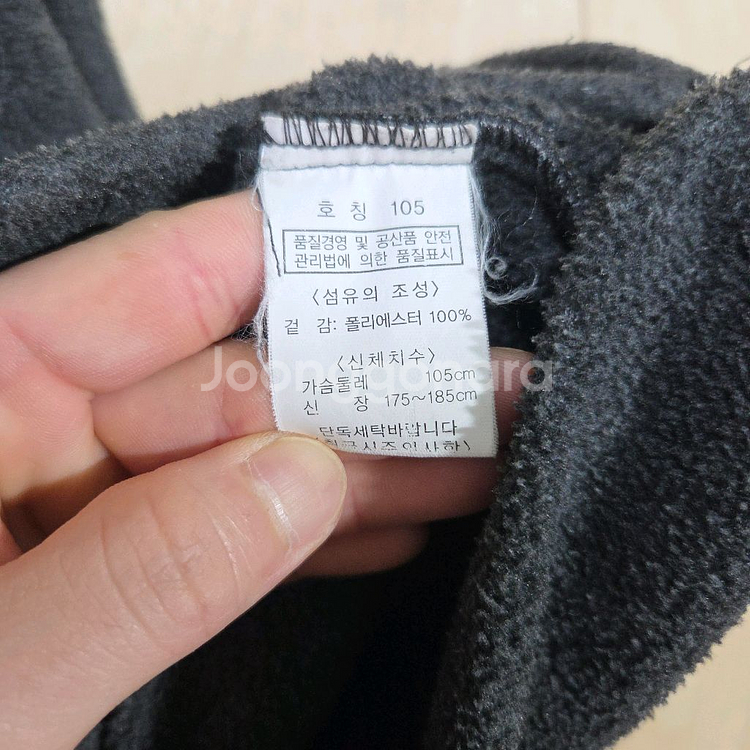 호 칭 105
품질경영 및 공산품 안전
관리법에 의한 품질표시
〈섬유의 조성〉
겉 감: 폴리에스터 100%
〈신체치수〉
가슴둘레 105cm
신 장 175~185cm
단독세탁바랍니다
Joonggonara